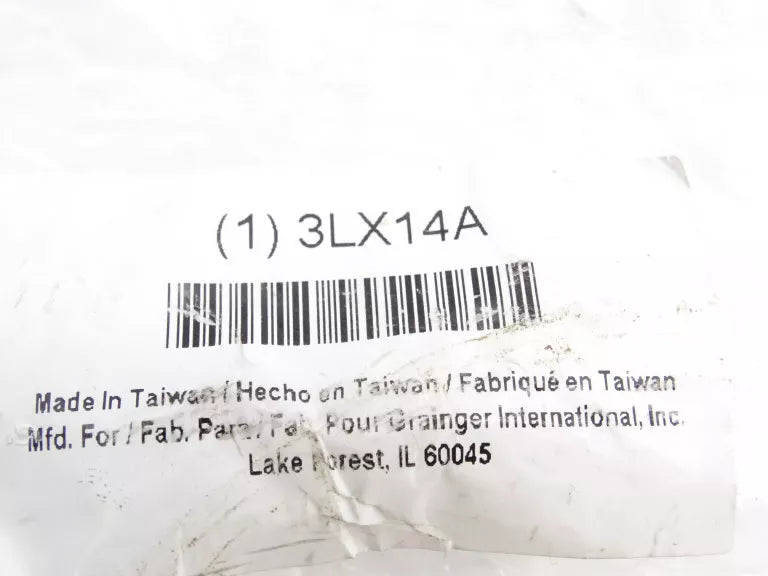 (1) 3LX14A
Made In Taiwan / Hecho en Taiwan / Fabriqué en Taiwan
Mfd. For / Fab. Para / Fab. Pour Grainger International, Inc.
Lake Forest, IL 60045